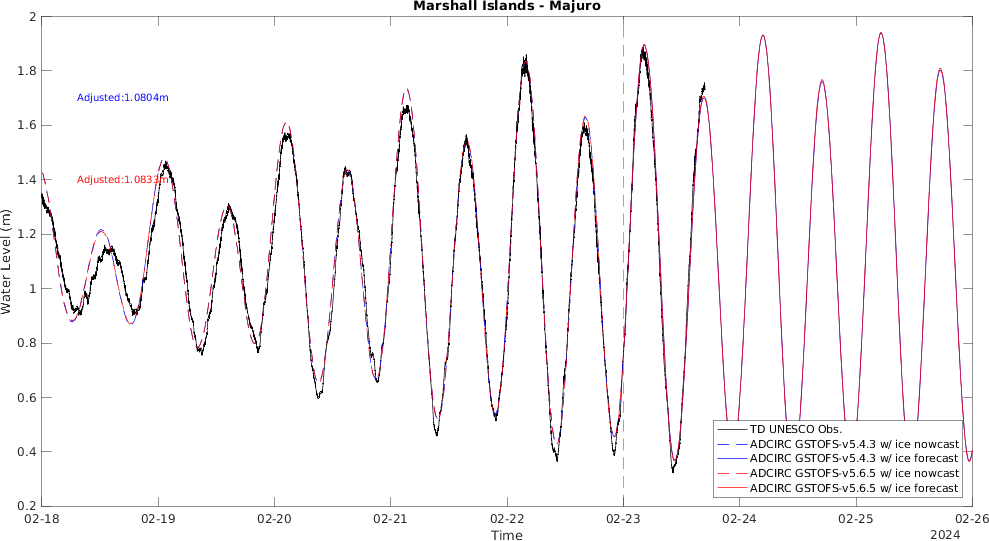 Marshall Islands - Majuro
Water Level (m)
2
1.8
1.6
1.4
1.2
1
0.8
0.6
0.4
0.2
Adjusted:1.0804m
Adjusted:1.0833m
TD UNESCO Obs.
ADCIRC GSTOFS-v5.4.3 w/ ice nowcast
ADCIRC GSTOFS-v5.4.3 w/ ice forecast
ADCIRC GSTOFS-v5.6.5 w/ ice nowcast
ADCIRC GSTOFS-v5.6.5 w/ ice forecast
02-18 02-19 02-20 02-21 02-22 02-23 02-24 02-25 02-26
Time
2024